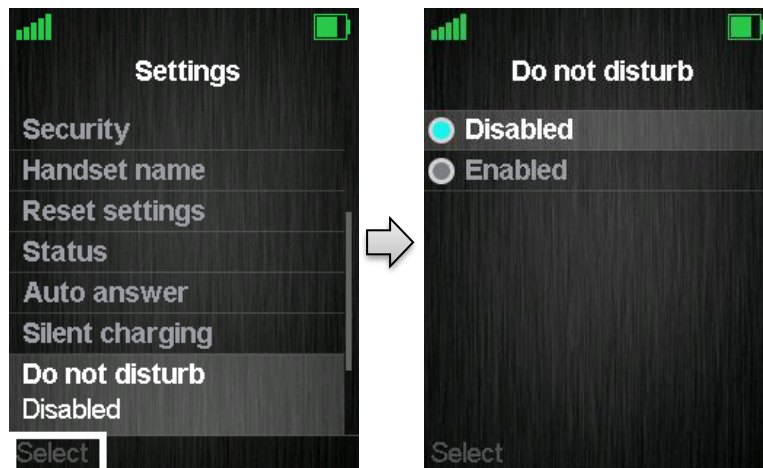 Settings
Security
Handset name
Reset settings
Status
Auto answer
Silent charging
Do not disturb
Disabled
Select
Do not disturb
Disabled
Enabled
Select